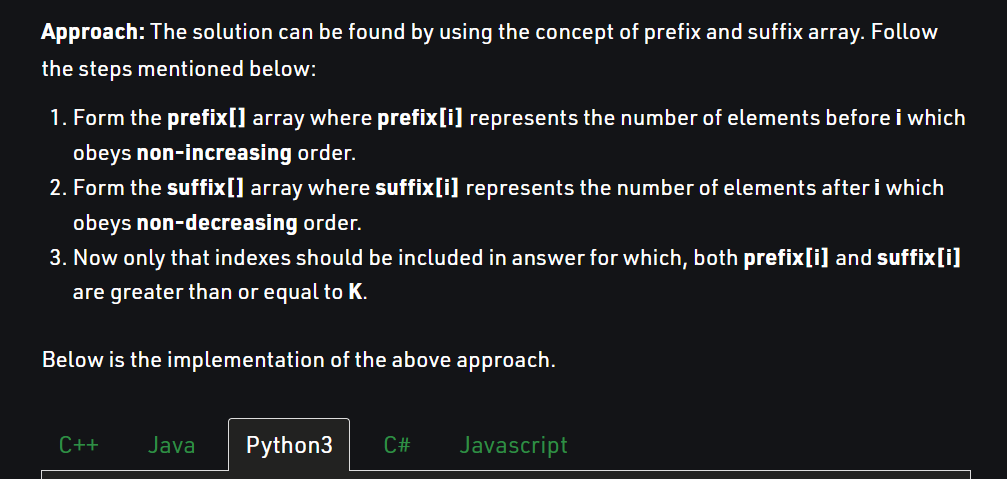 Approach: The solution can be found by using the concept of prefix and suffix array. Follow
the steps mentioned below:
1. Form the prefix[] array where prefix[i] represents the number of elements before i which
obeys non-increasing order.
2. Form the suffix[] array where suffix[i] represents the number of elements after i which
obeys non-decreasing order.
3. Now only that indexes should be included in answer for which, both prefix[i] and suffix[i]
are greater than or equal to K.
Below is the implementation of the above approach.
C++ Java Python3 C# Javascript